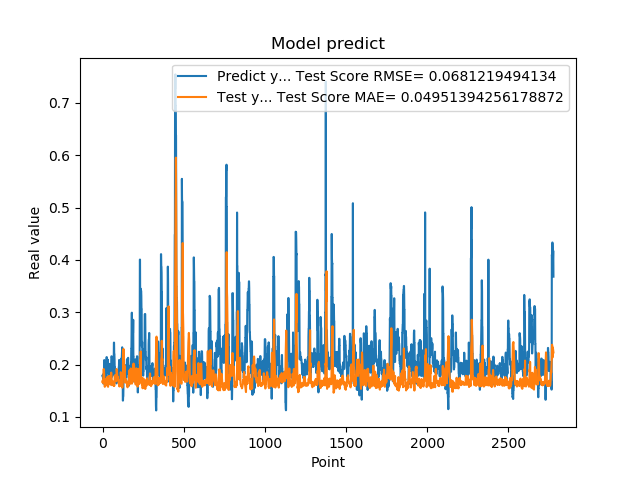 Model predict
Predict y... Test Score RMSE= 0.0681219494134
Test y... Test Score MAE= 0.04951394256178872
0.7
0.6
0.5
0.4
0.3
0.2
0.1
Real value
0 500 1000 1500 2000 2500
Point